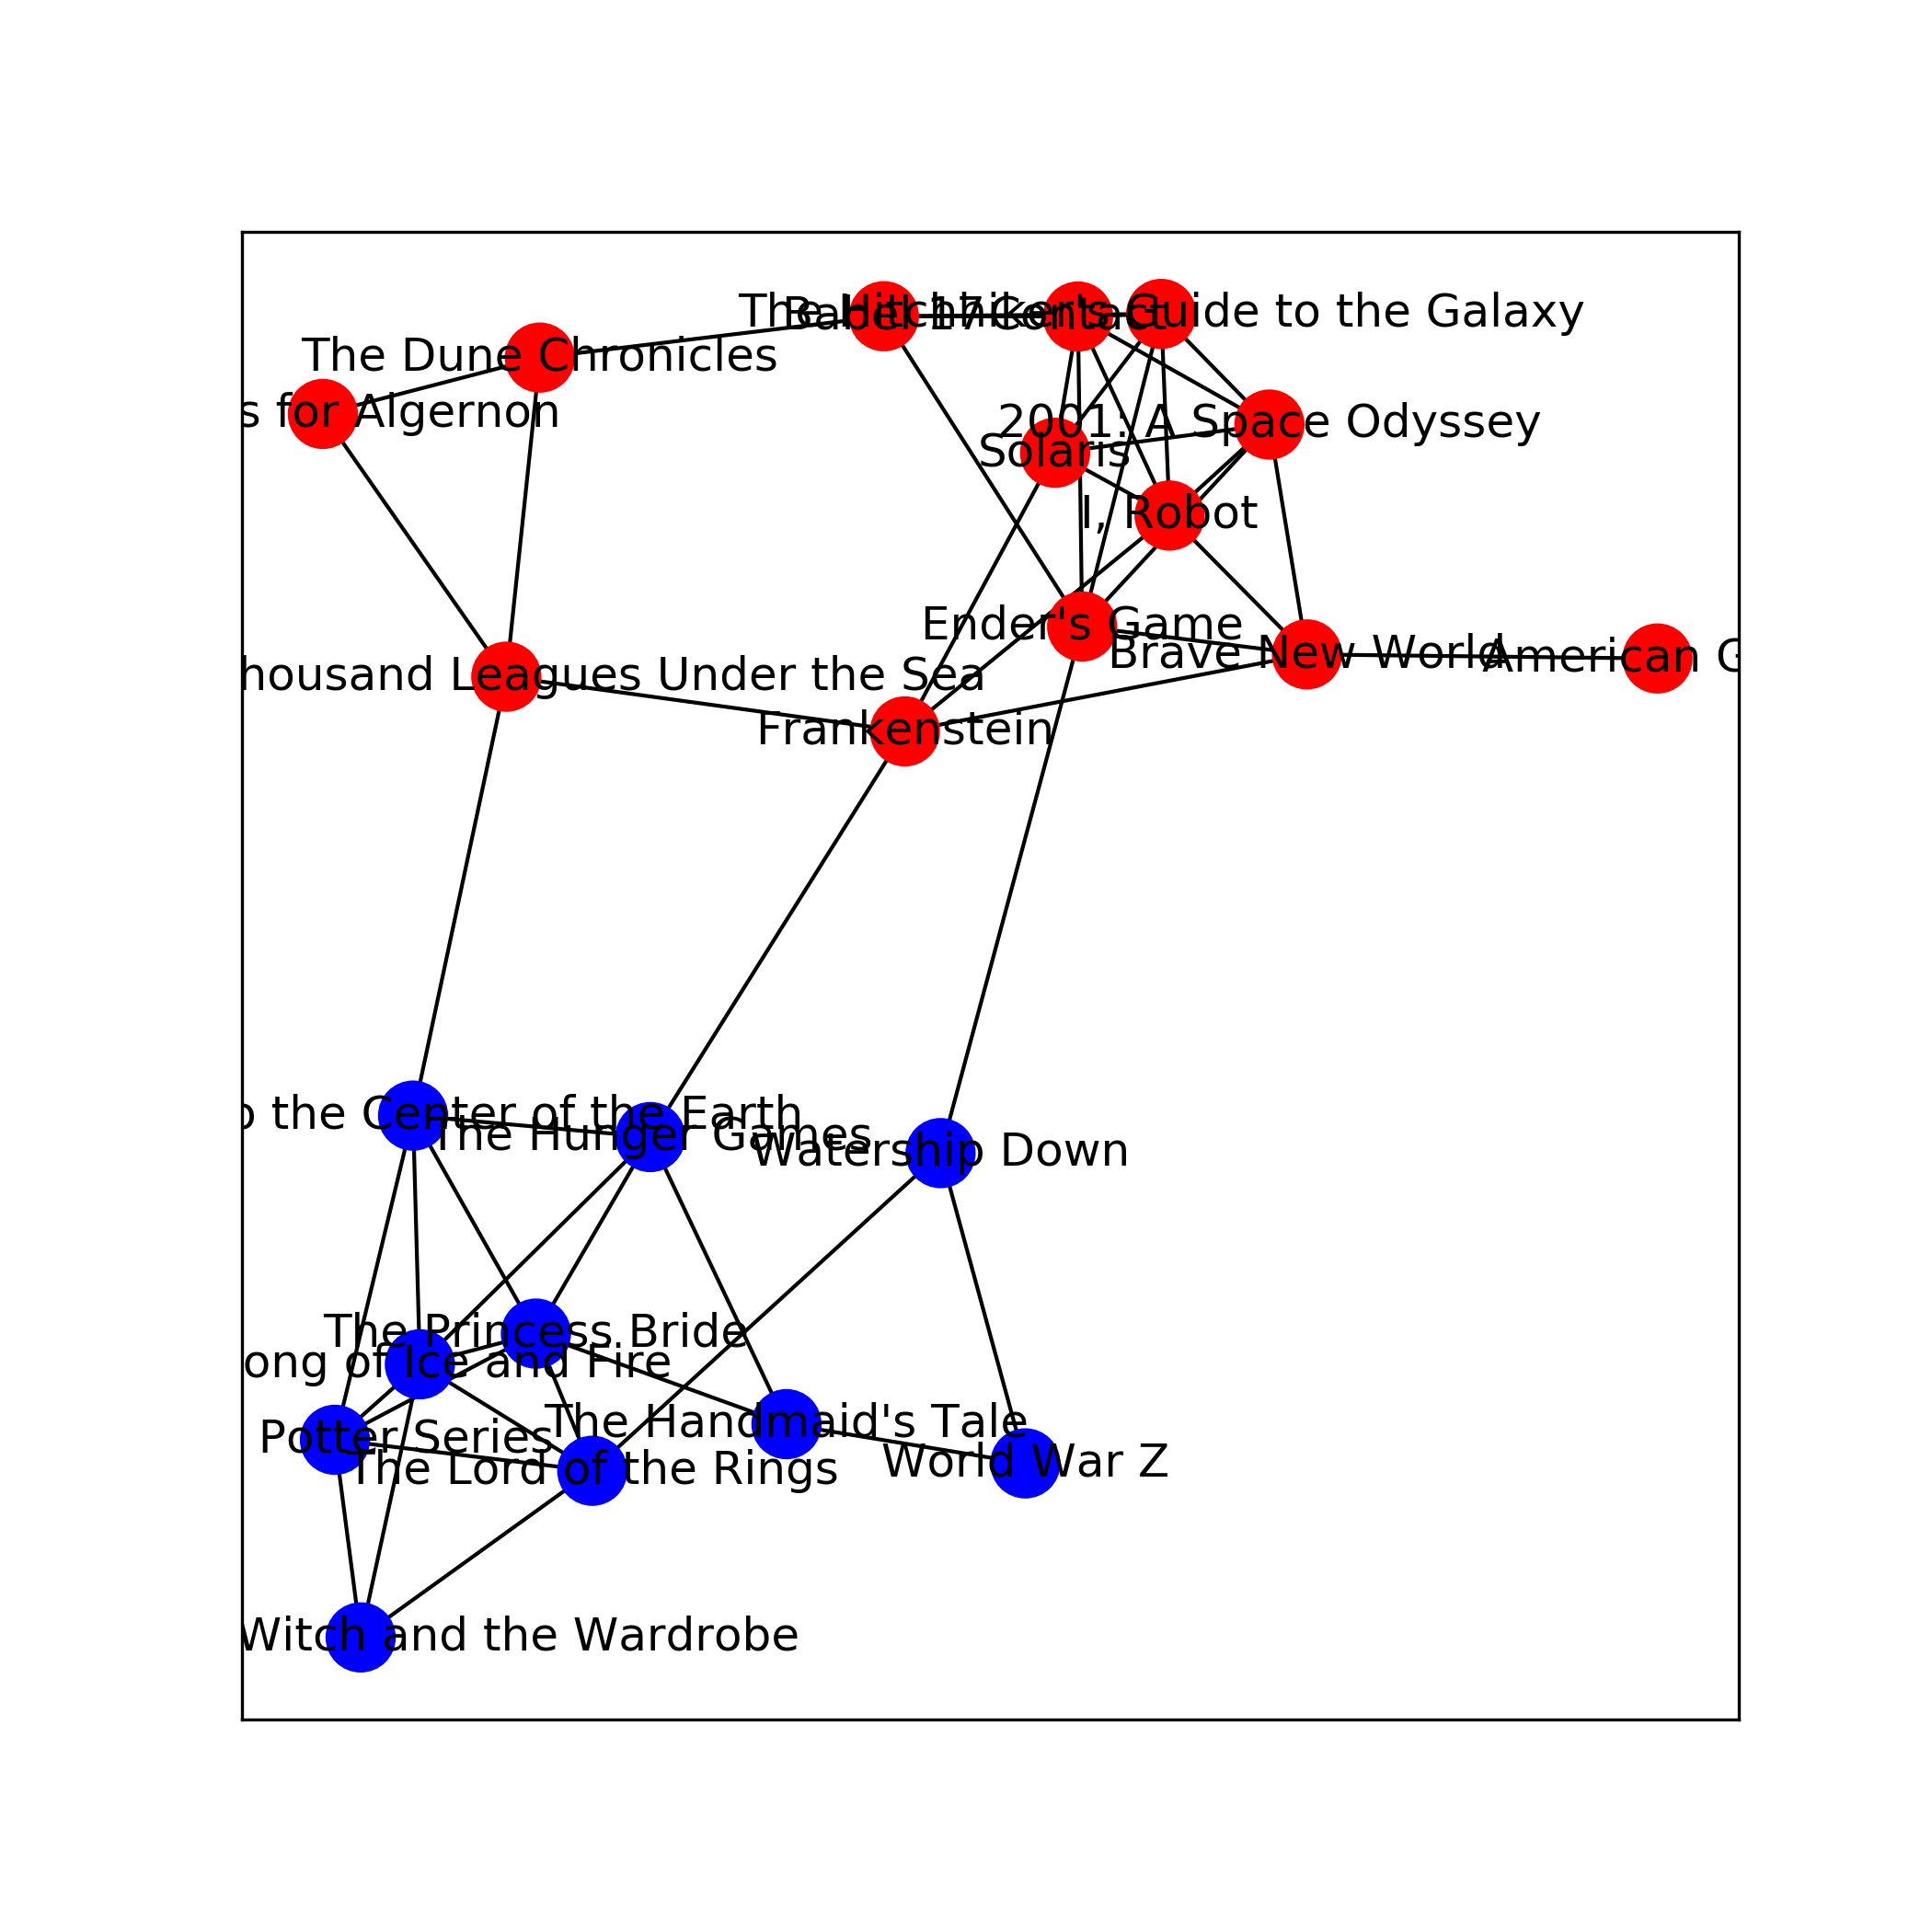 The Hitchhiker's Guide to the Galaxy
Babel 17
Contact
The Dune Chronicles
s for Algernon
2001: A Space Odyssey
Solaris
I, Robot
Ender's Game
Brave New World
American G
housand Leagues Under the Sea
Frankenstein
o the Center of the Earth
The Hunger Games
Watership Down
The Princess Bride
ong of Ice and Fire
The Handmaid's Tale
Potter Series
World War Z
The Lord of the Rings
Witch and the Wardrobe